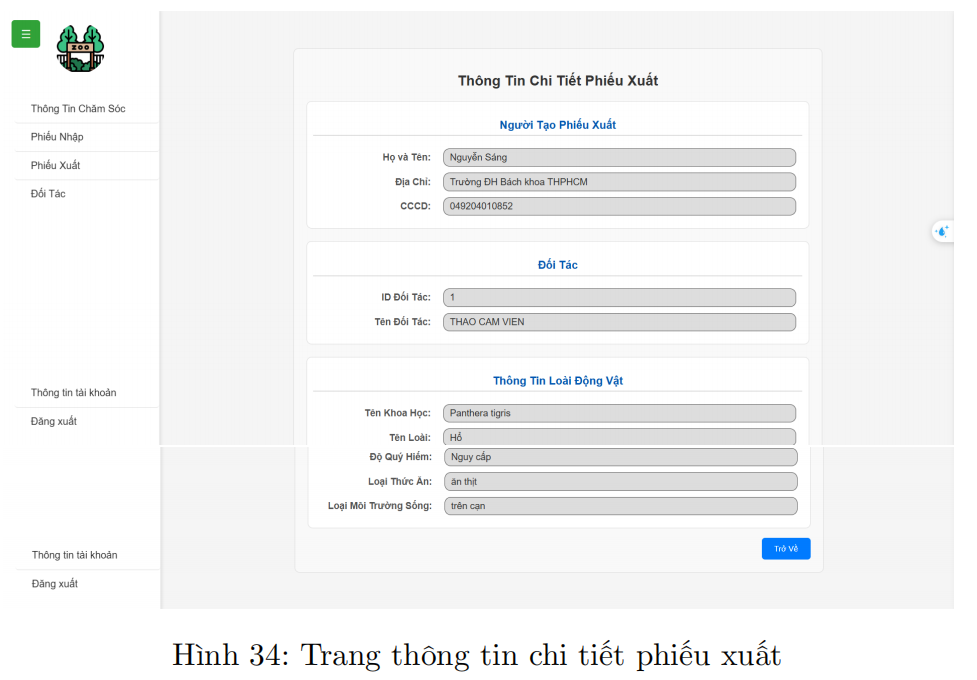 ZOO
Thông Tin Chăm Sóc
Phiếu Nhập
Phiếu Xuất
Đối Tác
Thông tin tài khoản
Đăng xuất
Thông Tin Chi Tiết Phiếu Xuất
Người Tạo Phiếu Xuất
Họ và Tên: Nguyễn Sáng
Địa Chỉ: Trường ĐH Bách khoa THPHCM
CCCD: 049204010852
Đối Tác
ID Đối Tác: 1
Tên Đối Tác: THAO CAM VIEN
Thông Tin Loài Động Vật
Tên Khoa Học: Panthera tigris
Tên Loài: Hổ
Độ Quý Hiếm: Nguy cấp
Loại Thức Ăn: ăn thịt
Loại Môi Trường Sống: trên cạn
Thông tin tài khoản
Đăng xuất
Trở Về
Hình 34: Trang thông tin chi tiết phiếu xuất